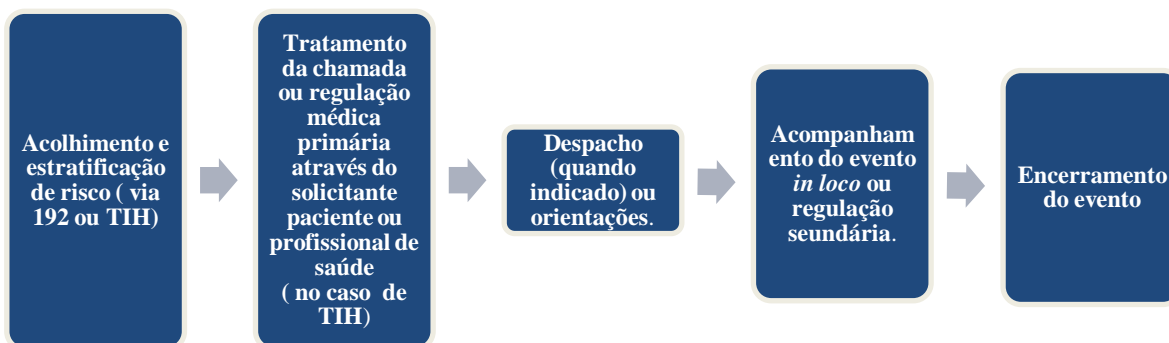 Acolhimento e
estratificação
de risco ( via
192 ou TIH)
Tratamento
da chamada
ou regulação
médica
primária
através do
solicitante
paciente ou
profissional de
saúde
( no caso de
TIH)
Despacho
(quando
indicado) ou
orientações.
Acompanham
ento do evento
in loco ou
regulação
seundária.
Encerramento
do evento